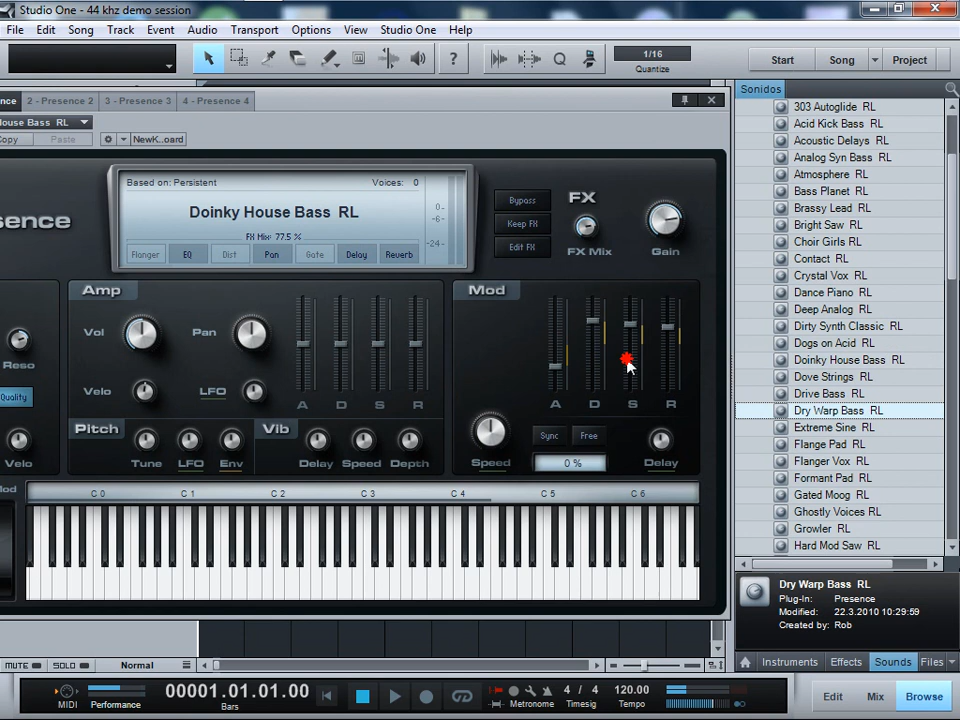 Studio One - 44 khz demo session
File Edit Song Track Event Audio Transport Options View Studio One Help
1/16
Quantize
Start Song Project
nce 2 - Presence 2 3 - Presence 3 4 - Presence 4
House Bass RL
Copy Paste NewK...oard
Based on: Persistent Voices: 0
Doinky House Bass RL
FX Mix: 77.5 %
Flanger EQ Dist Pan Gate Delay Reverb
0-
-6-
-24-
sence
Bypass
Keep FX
Edit FX
FX
FX Mix
Gain
Amp
Vol Pan
Velo LFO
A D S R
Mod
A D S R
Reso
Quality
Velo
Pitch
Tune LFO Env
Vib
Delay Speed Depth
Speed
Sync Free
0 %
Delay
Mod
C 0 C 1 C 2 C 3 C 4 C 5 C 6
Sonidos
303 Autoglide RL
Acid Kick Bass RL
Acoustic Delays RL
Analog Syn Bass RL
Atmosphere RL
Bass Planet RL
Brassy Lead RL
Bright Saw RL
Choir Girls RL
Contact RL
Crystal Vox RL
Dance Piano RL
Deep Analog RL
Dirty Synth Classic RL
Dogs on Acid RL
Doinky House Bass RL
Dove Strings RL
Drive Bass RL
Dry Warp Bass RL
Extreme Sine RL
Flange Pad RL
Flanger Vox RL
Formant Pad RL
Gated Moog RL
Ghostly Voices RL
Growler RL
Hard Mod Saw RL
Dry Warp Bass RL
Plug-In: Presence
Modified: 22.3.2010 10:29:59
Created by: Rob
MUTE SOLO Normal
Instruments Effects Sounds Files
MIDI Performance
00001.01.01.00
Bars
Metronome
4 / 4
Timesig
120.00
Tempo
Edit Mix Browse